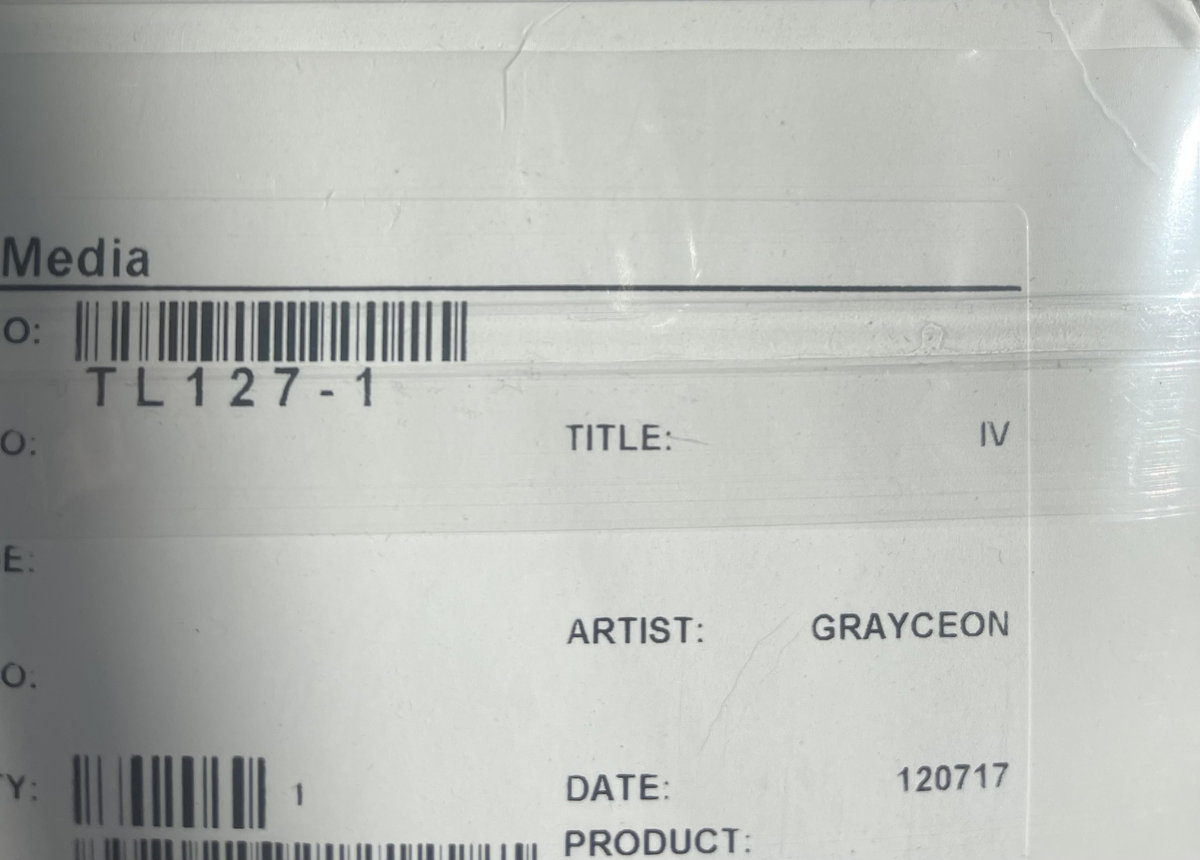 Media
O:
TL127-1
O:
TITLE: IV
E:
ARTIST: GRAYCEON
O:
Y: 1
DATE: 120717
PRODUCT: